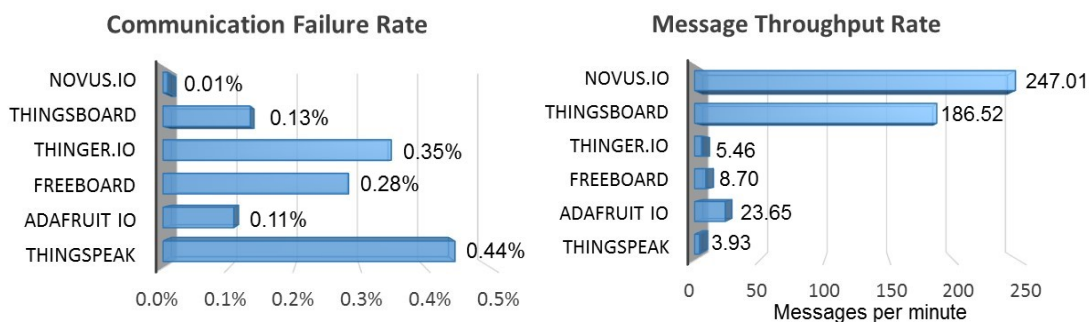 Communication Failure Rate
NOVUS.IO 0.01%
THINGSBOARD 0.13%
THINGER.IO 0.35%
FREEBOARD 0.28%
ADAFRUIT IO 0.11%
THINGSPEAK 0.44%
0.0% 0.1% 0.2% 0.3% 0.4% 0.5%
Message Throughput Rate
NOVUS.IO 247.01
THINGSBOARD 186.52
THINGER.IO 5.46
FREEBOARD 8.70
ADAFRUIT IO 23.65
THINGSPEAK 3.93
0 50 100 150 200 250
Messages per minute